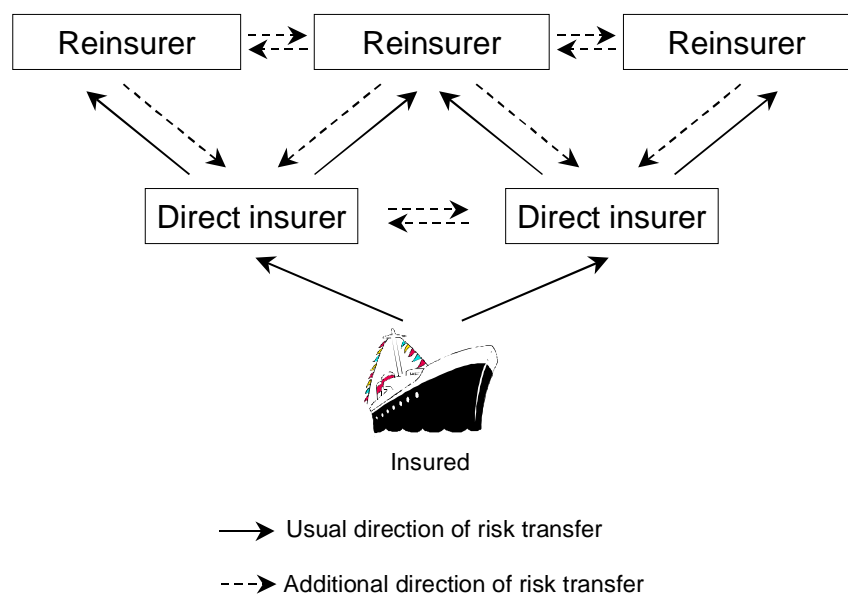 Reinsurer
Reinsurer
Reinsurer
Direct insurer
Direct insurer
Insured
Usual direction of risk transfer
Additional direction of risk transfer